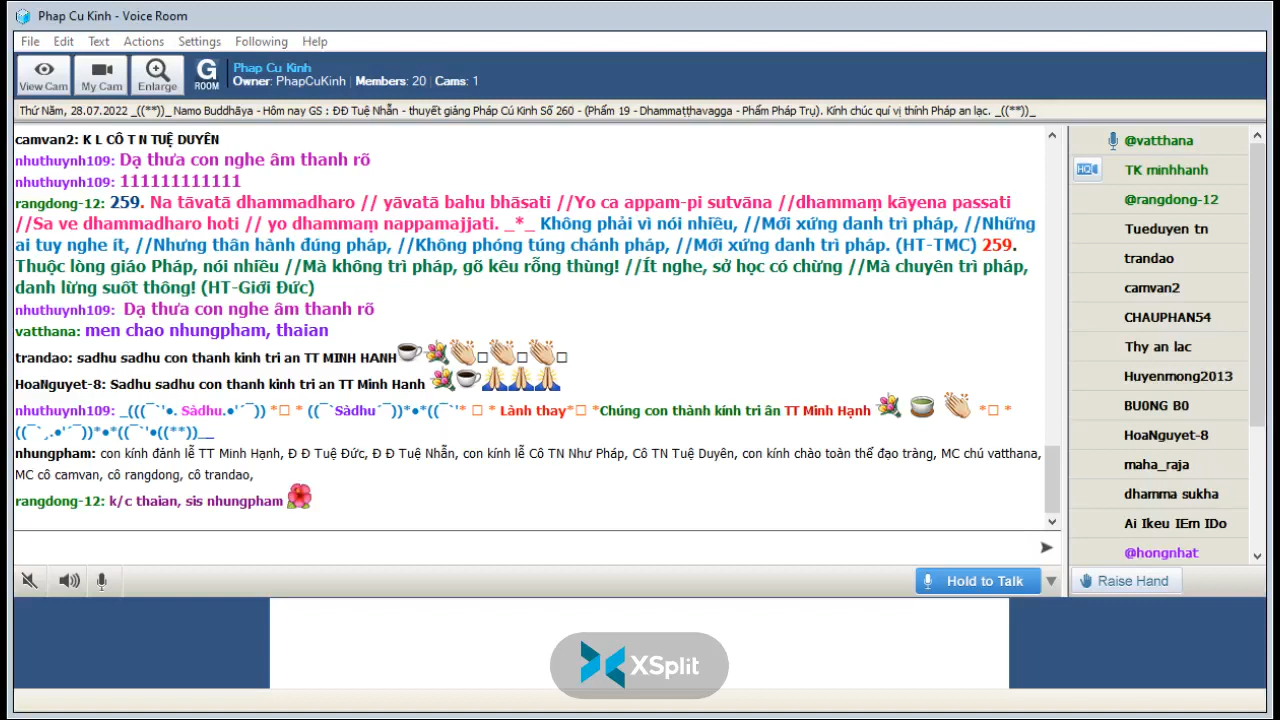 Phap Cu Kinh - Voice Room
File Edit Text Actions Settings Following Help
View Cam My Cam Enlarge G ROOM
Phap Cu Kinh
Owner: PhapCuKinh | Members: 20 | Cams: 1
Thứ Năm, 28.07.2022 _((**))_ Namo Buddhāya - Hôm nay GS : ĐĐ Tuệ Nhẫn - thuyết giảng Pháp Cú Kinh Số 260 - (Phẩm 19 - Dhammaṭṭhavagga - Phẩm Pháp Trụ). Kính chúc quí vị thính Pháp an lạc. _((**))_
camvan2: K L CÔ T N TUỆ DUYÊN
nhuthuynh109: Dạ thưa con nghe âm thanh rõ
nhuthuynh109: 111111111111
rangdong-12: 259. Na tāvatā dhammadharo // yāvatā bahu bhāsati //Yo ca appam-pi sutvāna //dhammaṃ kāyena passati
//Sa ve dhammadharo hoti // yo dhammaṃ nappamajjati. _*_ Không phải vì nói nhiều, //Mới xứng danh trì pháp, //Những
ai tuy nghe ít, //Nhưng thân hành đúng pháp, //Không phóng túng chánh pháp, //Mới xứng danh trì pháp. (HT-TMC) 259.
Thuộc lòng giáo Pháp, nói nhiều //Mà không trì pháp, gõ kêu rỗng thùng! //Ít nghe, sở học có chừng //Mà chuyên trì pháp,
danh lừng suốt thông! (HT-Giới Đức)
nhuthuynh109: Dạ thưa con nghe âm thanh rõ
vatthana: men chao nhungpham, thaian
trandao: sadhu sadhu con thanh kinh tri an TT MINH HANH
HoaNguyet-8: Sadhu sadhu con thanh kinh tri an TT Minh Hanh
nhuthuynh109: _(((¯`'•. Sàdhu.•'´¯)) *□ * ((¯`Sàdhu´¯))*•*((¯`'* □ * Lành thay*□ *Chúng con thành kính tri ân TT Minh Hạnh *□ *
((¯`¸.•'´¯))*•*((¯`'•((**))__
nhungpham: con kính đảnh lễ TT Minh Hạnh, Đ Đ Tuệ Đức, Đ Đ Tuệ Nhẫn, con kính lễ Cô TN Như Pháp, Cô TN Tuệ Duyên, con kính chào toàn thể đạo tràng, MC chú vatthana,
MC cô camvan, cô rangdong, cô trandao,
rangdong-12: k/c thaian, sis nhungpham
@vatthana
HQ TK minhhanh
@rangdong-12
Tueduyen tn
trandao
camvan2
CHAUPHAN54
Thy an lac
Huyenmong2013
BU0NG B0
HoaNguyet-8
maha_raja
dhamma sukha
Ai Ikeu IEm IDo
@hongnhat
Hold to Talk
Raise Hand
XSplit